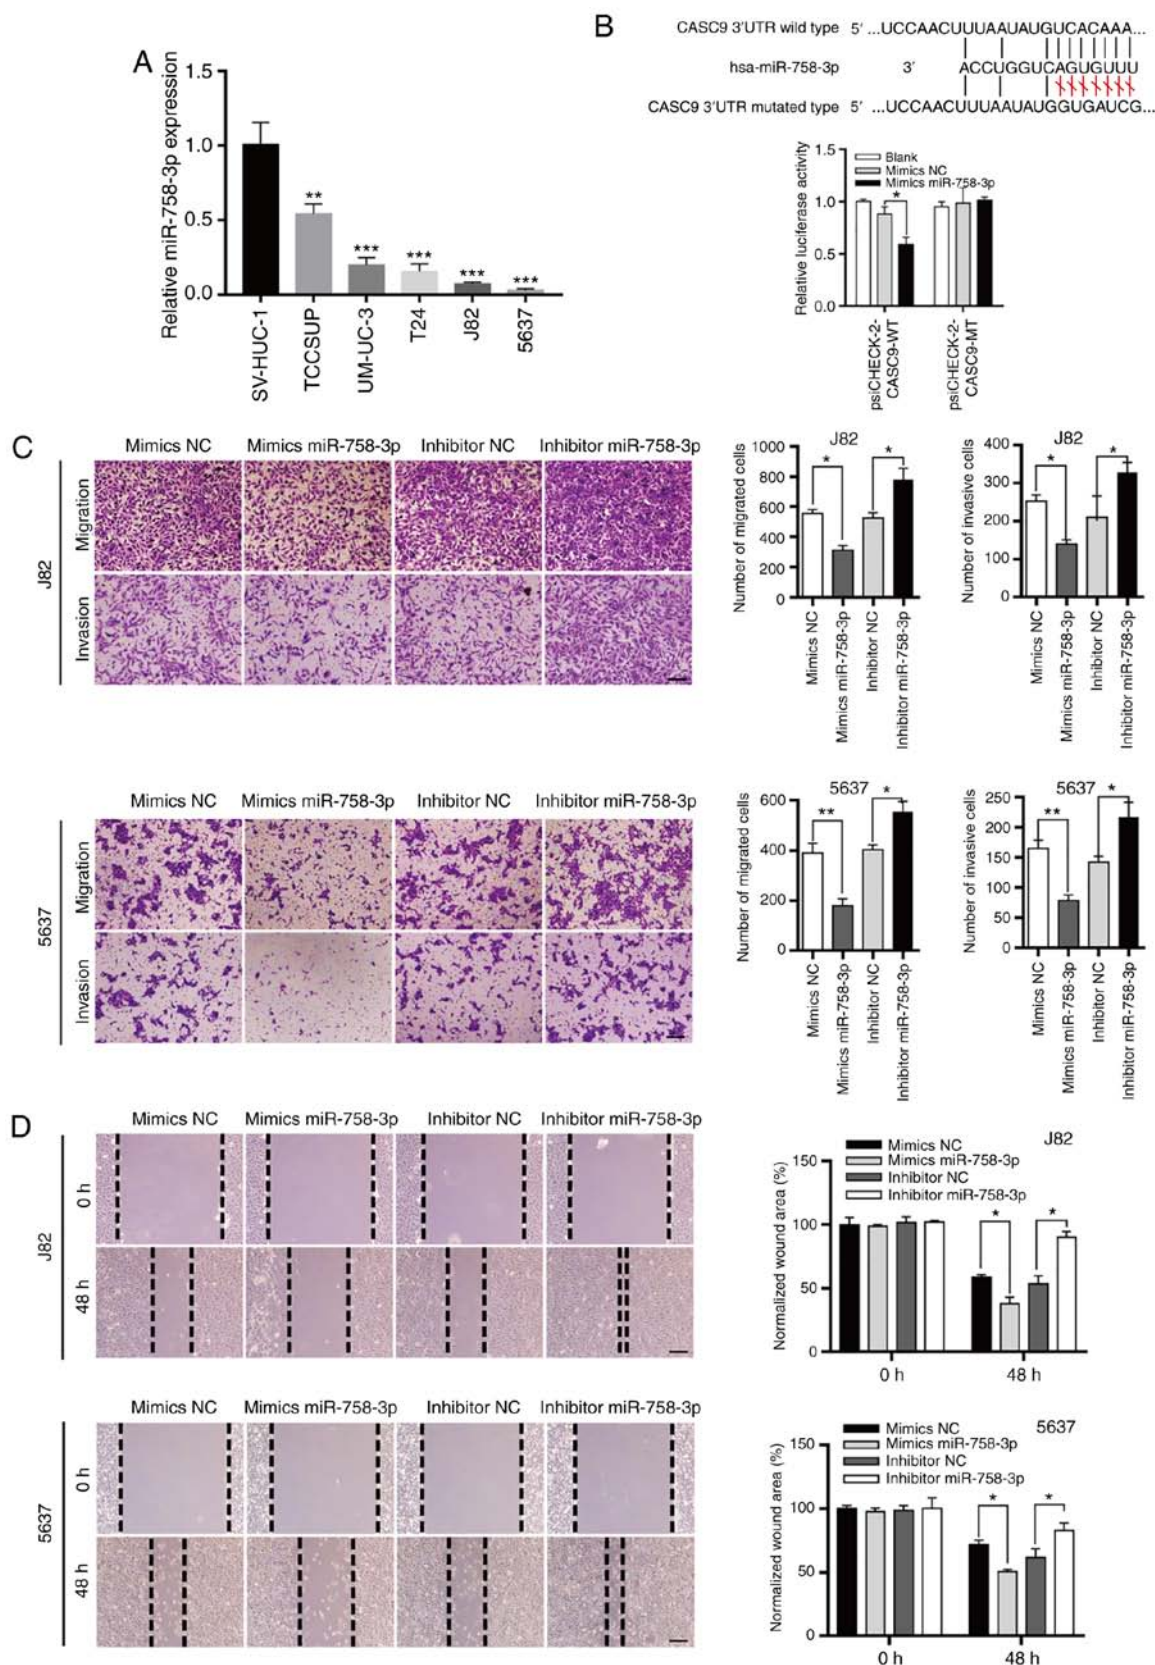 A
Relative miR-758-3p expression
1.5
1.0
0.5
0.0
**
***
***
***
***
SV-HUC-1
TCCSUP
UM-UC-3
T24
J82
5637
B
CASC9 3'UTR wild type 5' ...UCCAACUUUAAUAUGUCACAAA...
hsa-miR-758-3p 3' ACCUGGUCAGUGUUU
CASC9 3'UTR mutated type 5' ...UCCAACUUUAAUAUGGUGAUCG...
Relative luciferase activity
1.5
1.0
0.5
0.0
Blank
Mimics NC
Mimics miR-758-3p
*
psiCHECK-2-
CASC9-WT
psiCHECK-2-
CASC9-MT
C
Mimics NC Mimics miR-758-3p Inhibitor NC Inhibitor miR-758-3p
J82
Migration
Invasion
J82
Number of migrated cells
1000
800
600
400
200
0
* *
Mimics NC
Mimics miR-758-3p
Inhibitor NC
Inhibitor miR-758-3p
J82
Number of invasive cells
400
300
200
100
0
* *
Mimics NC
Mimics miR-758-3p
Inhibitor NC
Inhibitor miR-758-3p
Mimics NC Mimics miR-758-3p Inhibitor NC Inhibitor miR-758-3p
5637
Migration
Invasion
5637
Number of migrated cells
600
400
200
0
** *
Mimics NC
Mimics miR-758-3p
Inhibitor NC
Inhibitor miR-758-3p
5637
Number of invasive cells
250
200
150
100
50
0
** *
Mimics NC
Mimics miR-758-3p
Inhibitor NC
Inhibitor miR-758-3p
D
Mimics NC Mimics miR-758-3p Inhibitor NC Inhibitor miR-758-3p
J82
0 h
48 h
J82
Mimics NC
Mimics miR-758-3p
Inhibitor NC
Inhibitor miR-758-3p
Normalized wound area (%)
150
100
50
0
* *
0 h 48 h
Mimics NC Mimics miR-758-3p Inhibitor NC Inhibitor miR-758-3p
5637
0 h
48 h
5637
Mimics NC
Mimics miR-758-3p
Inhibitor NC
Inhibitor miR-758-3p
Normalized wound area (%)
150
100
50
0
* *
0 h 48 h